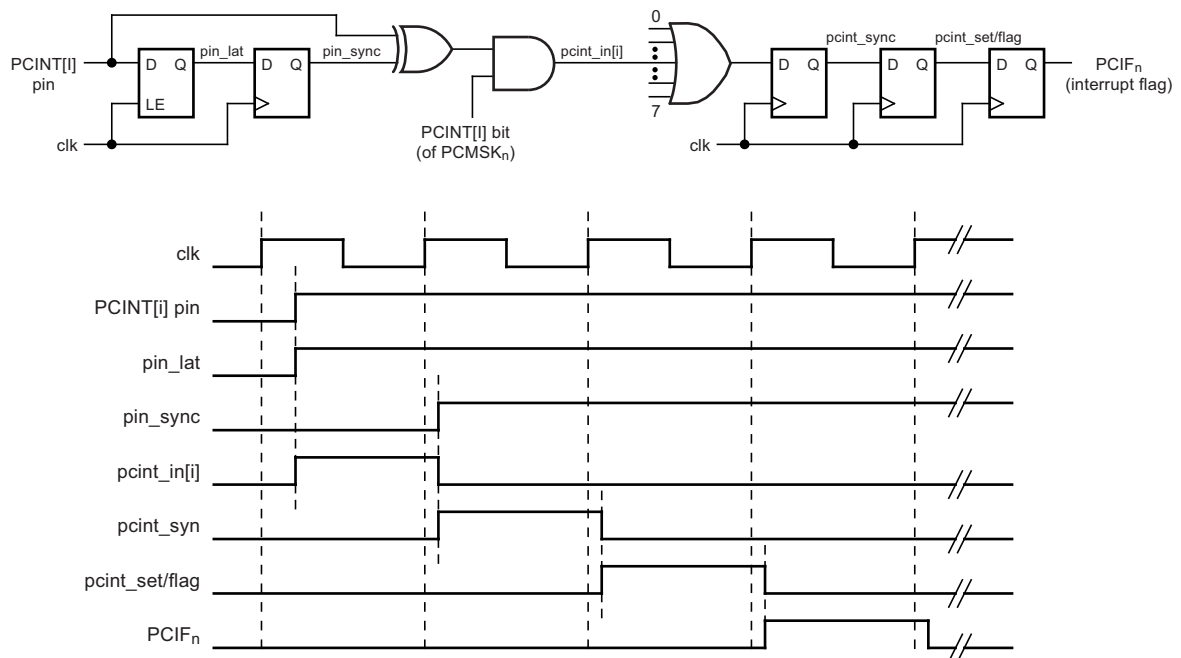 0
pin_lat
pin_sync
pcint_in[i]
pcint_sync
pcint_set/flag
PCINT[I]
pin
D Q
LE
D Q
D Q
D Q
D Q
PCIFn
(interrupt flag)
7
clk
PCINT[I] bit
(of PCMSKn)
clk
clk
PCINT[i] pin
pin_lat
pin_sync
pcint_in[i]
pcint_syn
pcint_set/flag
PCIFn